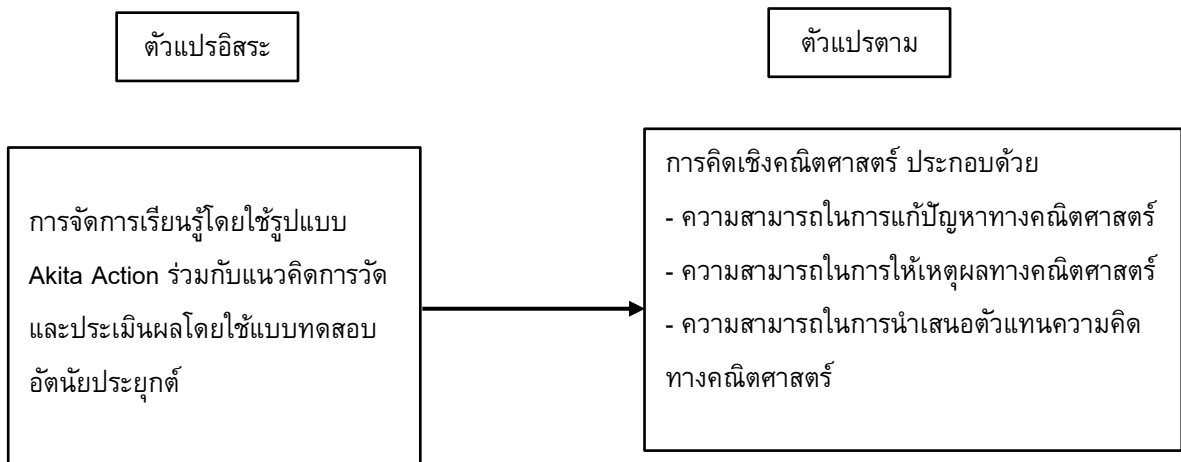 ตัวแปรอิสระ
ตัวแปรตาม
การจัดการเรียนรู้โดยใช้รูปแบบ
Akita Action ร่วมกับแนวคิดการวัด
และประเมินผลโดยใช้แบบทดสอบ
อัตนัยประยุกต์
การคิดเชิงคณิตศาสตร์ ประกอบด้วย
- ความสามารถในการแก้ปัญหาทางคณิตศาสตร์
- ความสามารถในการให้เหตุผลทางคณิตศาสตร์
- ความสามารถในการนำเสนอตัวแทนความคิด
ทางคณิตศาสตร์